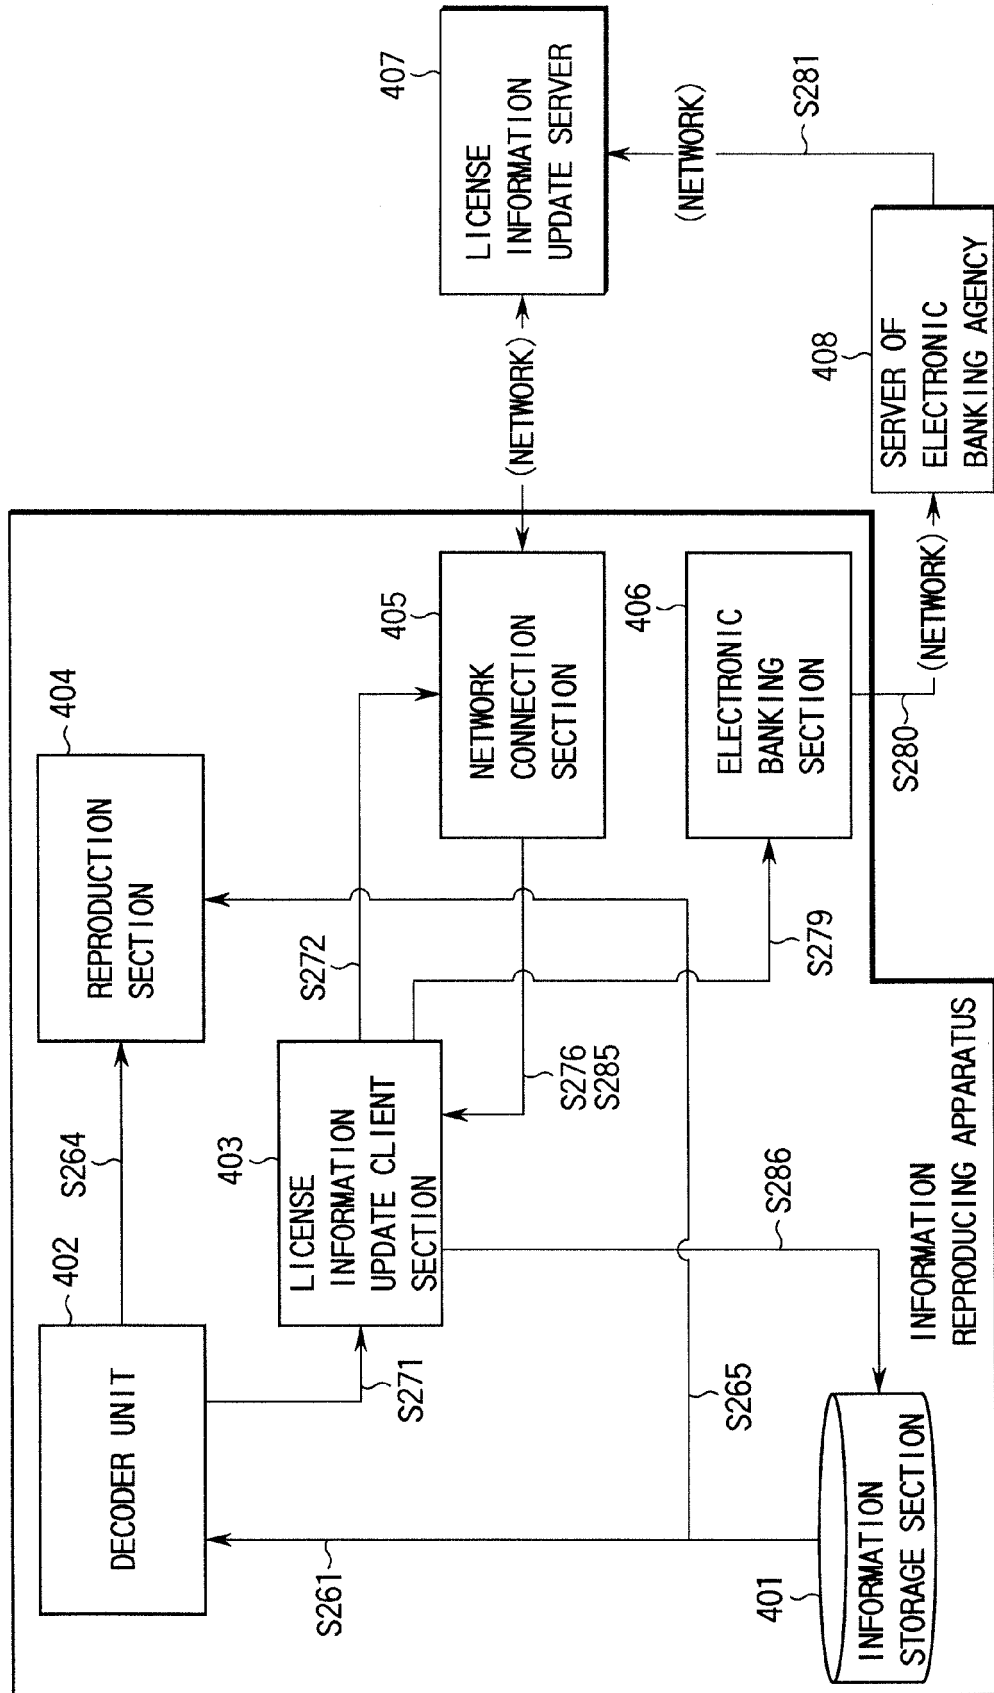 402
DECODER UNIT
S264
404
REPRODUCTION
SECTION
S261
S271
403
LICENSE
INFORMATION
UPDATE CLIENT
SECTION
S272
405
NETWORK
CONNECTION
SECTION
(NETWORK)
407
LICENSE
INFORMATION
UPDATE SERVER
S276
S285
S265
S286
S279
406
ELECTRONIC
BANKING
SECTION
(NETWORK)
S281
401
INFORMATION
STORAGE SECTION
INFORMATION
REPRODUCING APPARATUS
S280
(NETWORK)
408
SERVER OF
ELECTRONIC
BANKING AGENCY